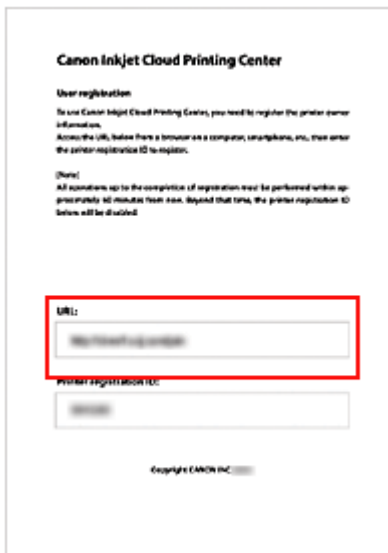 Canon Inkjet Cloud Printing Center
User registration
To use Canon Inkjet Cloud Printing Center, you need to register the printer owner
information.
Access the URL below from a browser on a computer, smartphone, etc., then enter
the printer registration ID to register.
[Note]
All operations up to the completion of registration must be performed within ap-
proximately 60 minutes from now. Beyond that time, the printer registration ID
below will be disabled
URL:
Printer registration ID:
Copyright CANON INC.